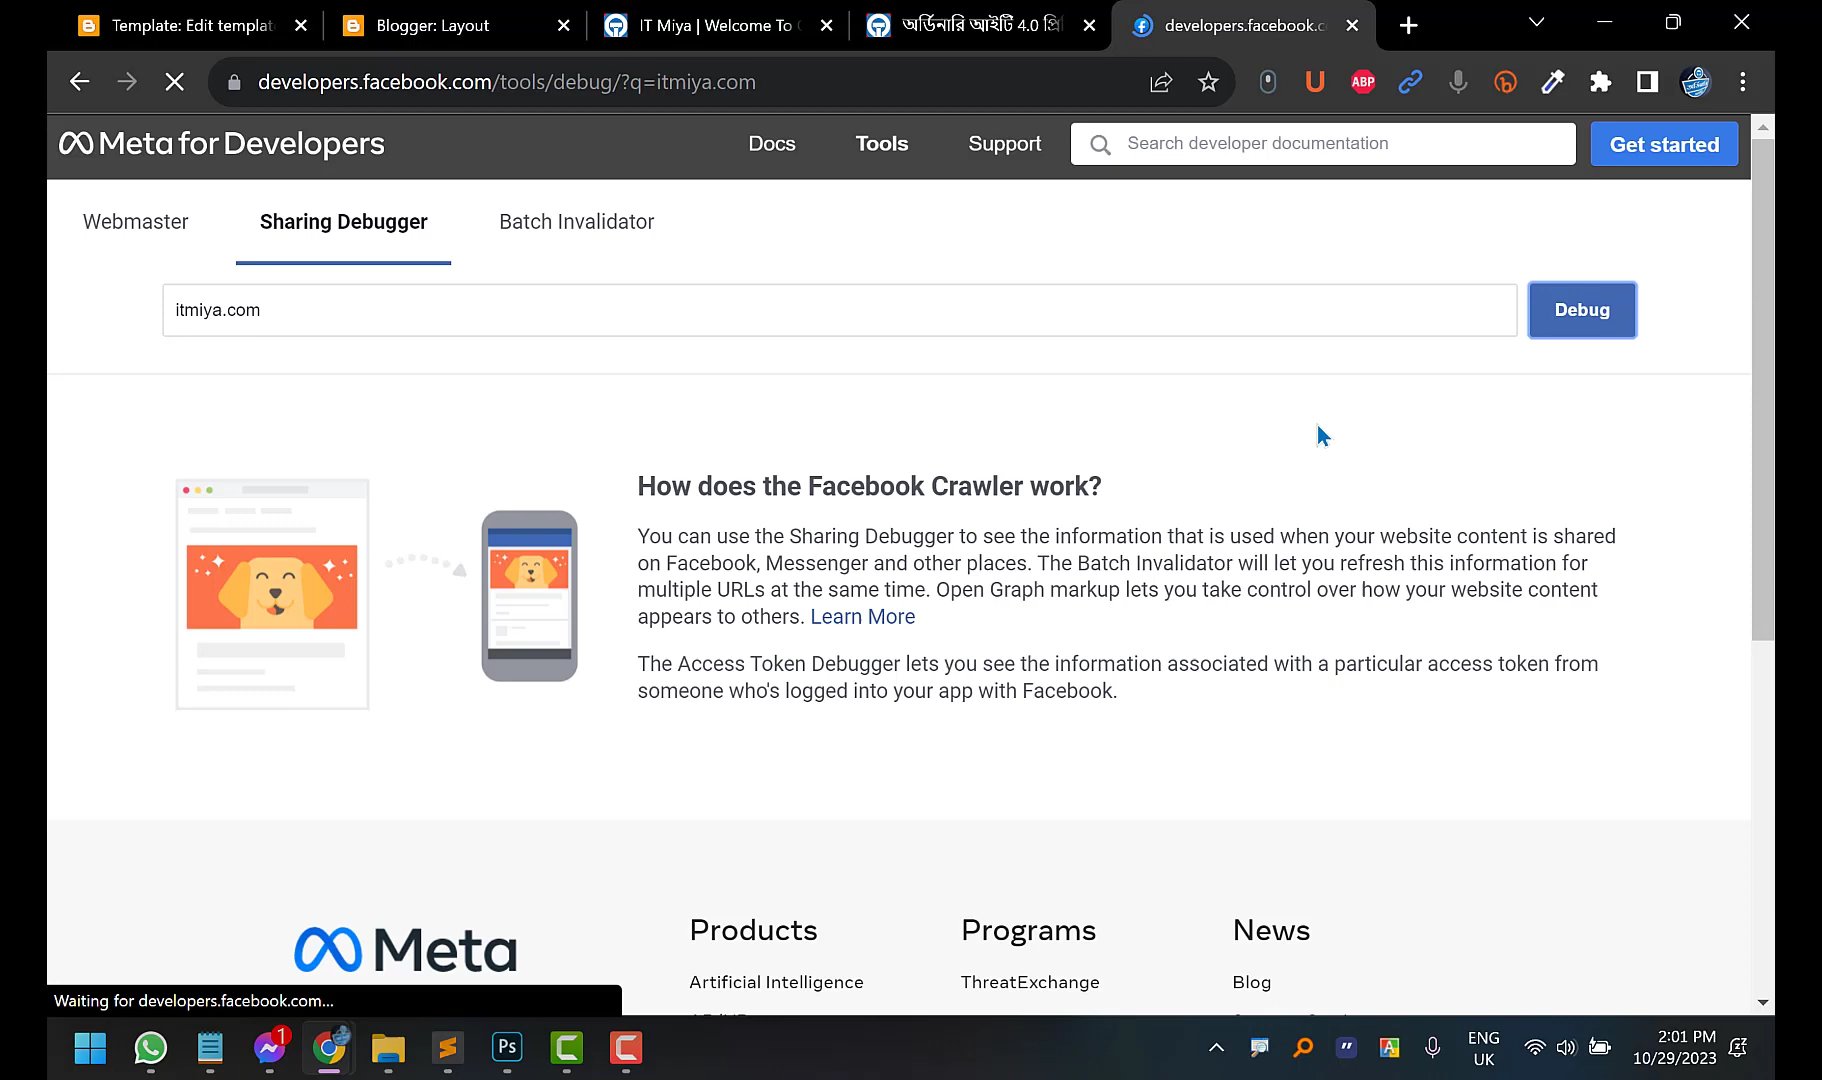 Template: Edit templat
Blogger: Layout
IT Miya | Welcome To
অর্ডিনারি আইটি 4.0 প্রি
developers.facebook.c
developers.facebook.com/tools/debug/?q=itmiya.com
ABP
Meta for Developers
Docs
Tools
Support
Search developer documentation
Get started
Webmaster
Sharing Debugger
Batch Invalidator
itmiya.com
Debug
How does the Facebook Crawler work?
You can use the Sharing Debugger to see the information that is used when your website content is shared
on Facebook, Messenger and other places. The Batch Invalidator will let you refresh this information for
multiple URLs at the same time. Open Graph markup lets you take control over how your website content
appears to others. Learn More
The Access Token Debugger lets you see the information associated with a particular access token from
someone who's logged into your app with Facebook.
Meta
Products
Programs
News
Artificial Intelligence
ThreatExchange
Blog
Waiting for developers.facebook.com...
1
Ps
A
ENG
UK
2:01 PM
10/29/2023